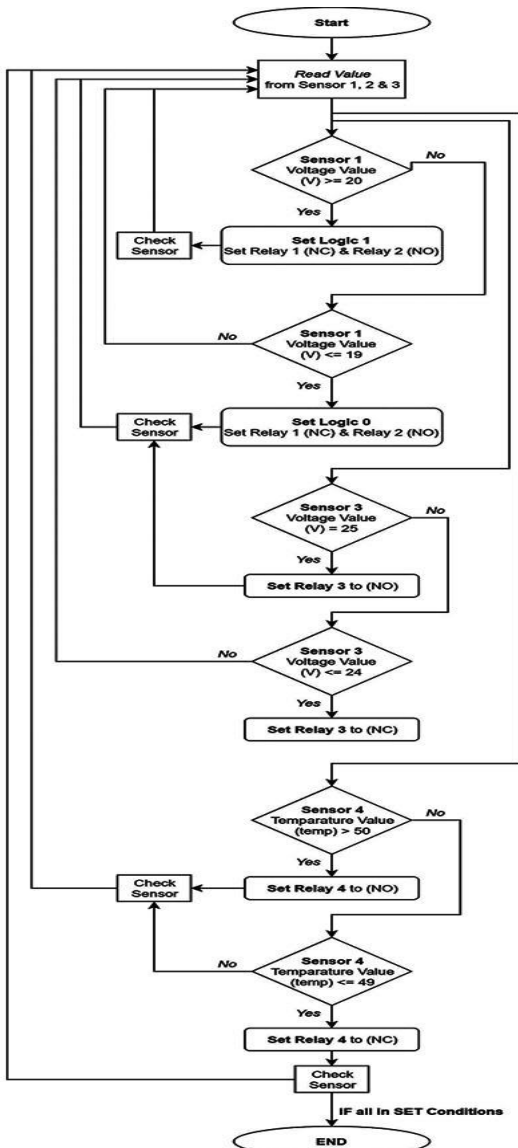 Start
Read Value
from Sensor 1, 2 & 3
Sensor 1
Voltage Value
(V) >= 20
No
Yes
Set Logic 1
Set Relay 1 (NC) & Relay 2 (NO)
Check
Sensor
Sensor 1
Voltage Value
(V) <= 19
No
Yes
Set Logic 0
Set Relay 1 (NC) & Relay 2 (NO)
Check
Sensor
Sensor 3
Voltage Value
(V) = 25
No
Yes
Set Relay 3 to (NO)
Sensor 3
Voltage Value
(V) <= 24
No
Yes
Set Relay 3 to (NC)
Sensor 4
Temparature Value
(temp) > 50
No
Yes
Set Relay 4 to (NO)
Check
Sensor
Sensor 4
Temparature Value
(temp) <= 49
No
Yes
Set Relay 4 to (NC)
Check
Sensor
IF all in SET Conditions
END